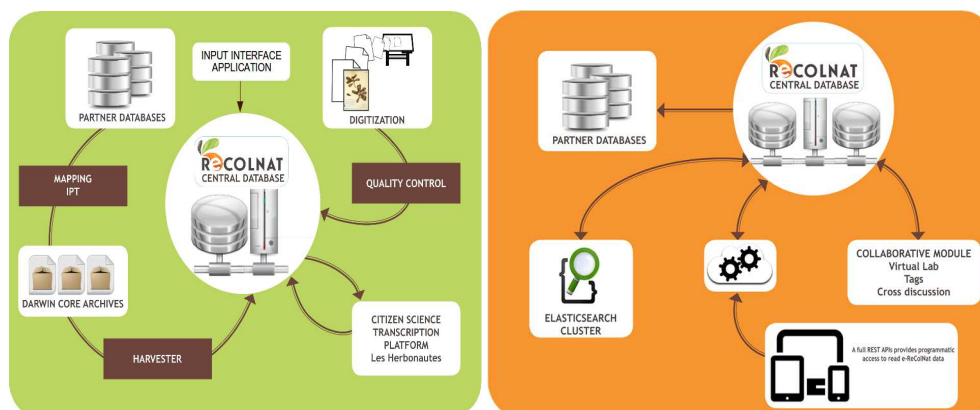 PARTNER DATABASES
INPUT INTERFACE
APPLICATION
DIGITIZATION
ReCOLNAT
CENTRAL DATABASE
MAPPING
IPT
QUALITY CONTROL
DARWIN CORE ARCHIVES
HARVESTER
CITIZEN SCIENCE
TRANSCRIPTION
PLATFORM
Les Herbonautes
ReCOLNAT
CENTRAL DATABASE
PARTNER DATABASES
ELASTICSEARCH
CLUSTER
COLLABORATIVE MODULE
Virtual Lab
Tags
Cross discussion
A full REST APIs provides programmatic
access to read e-ReColNat data